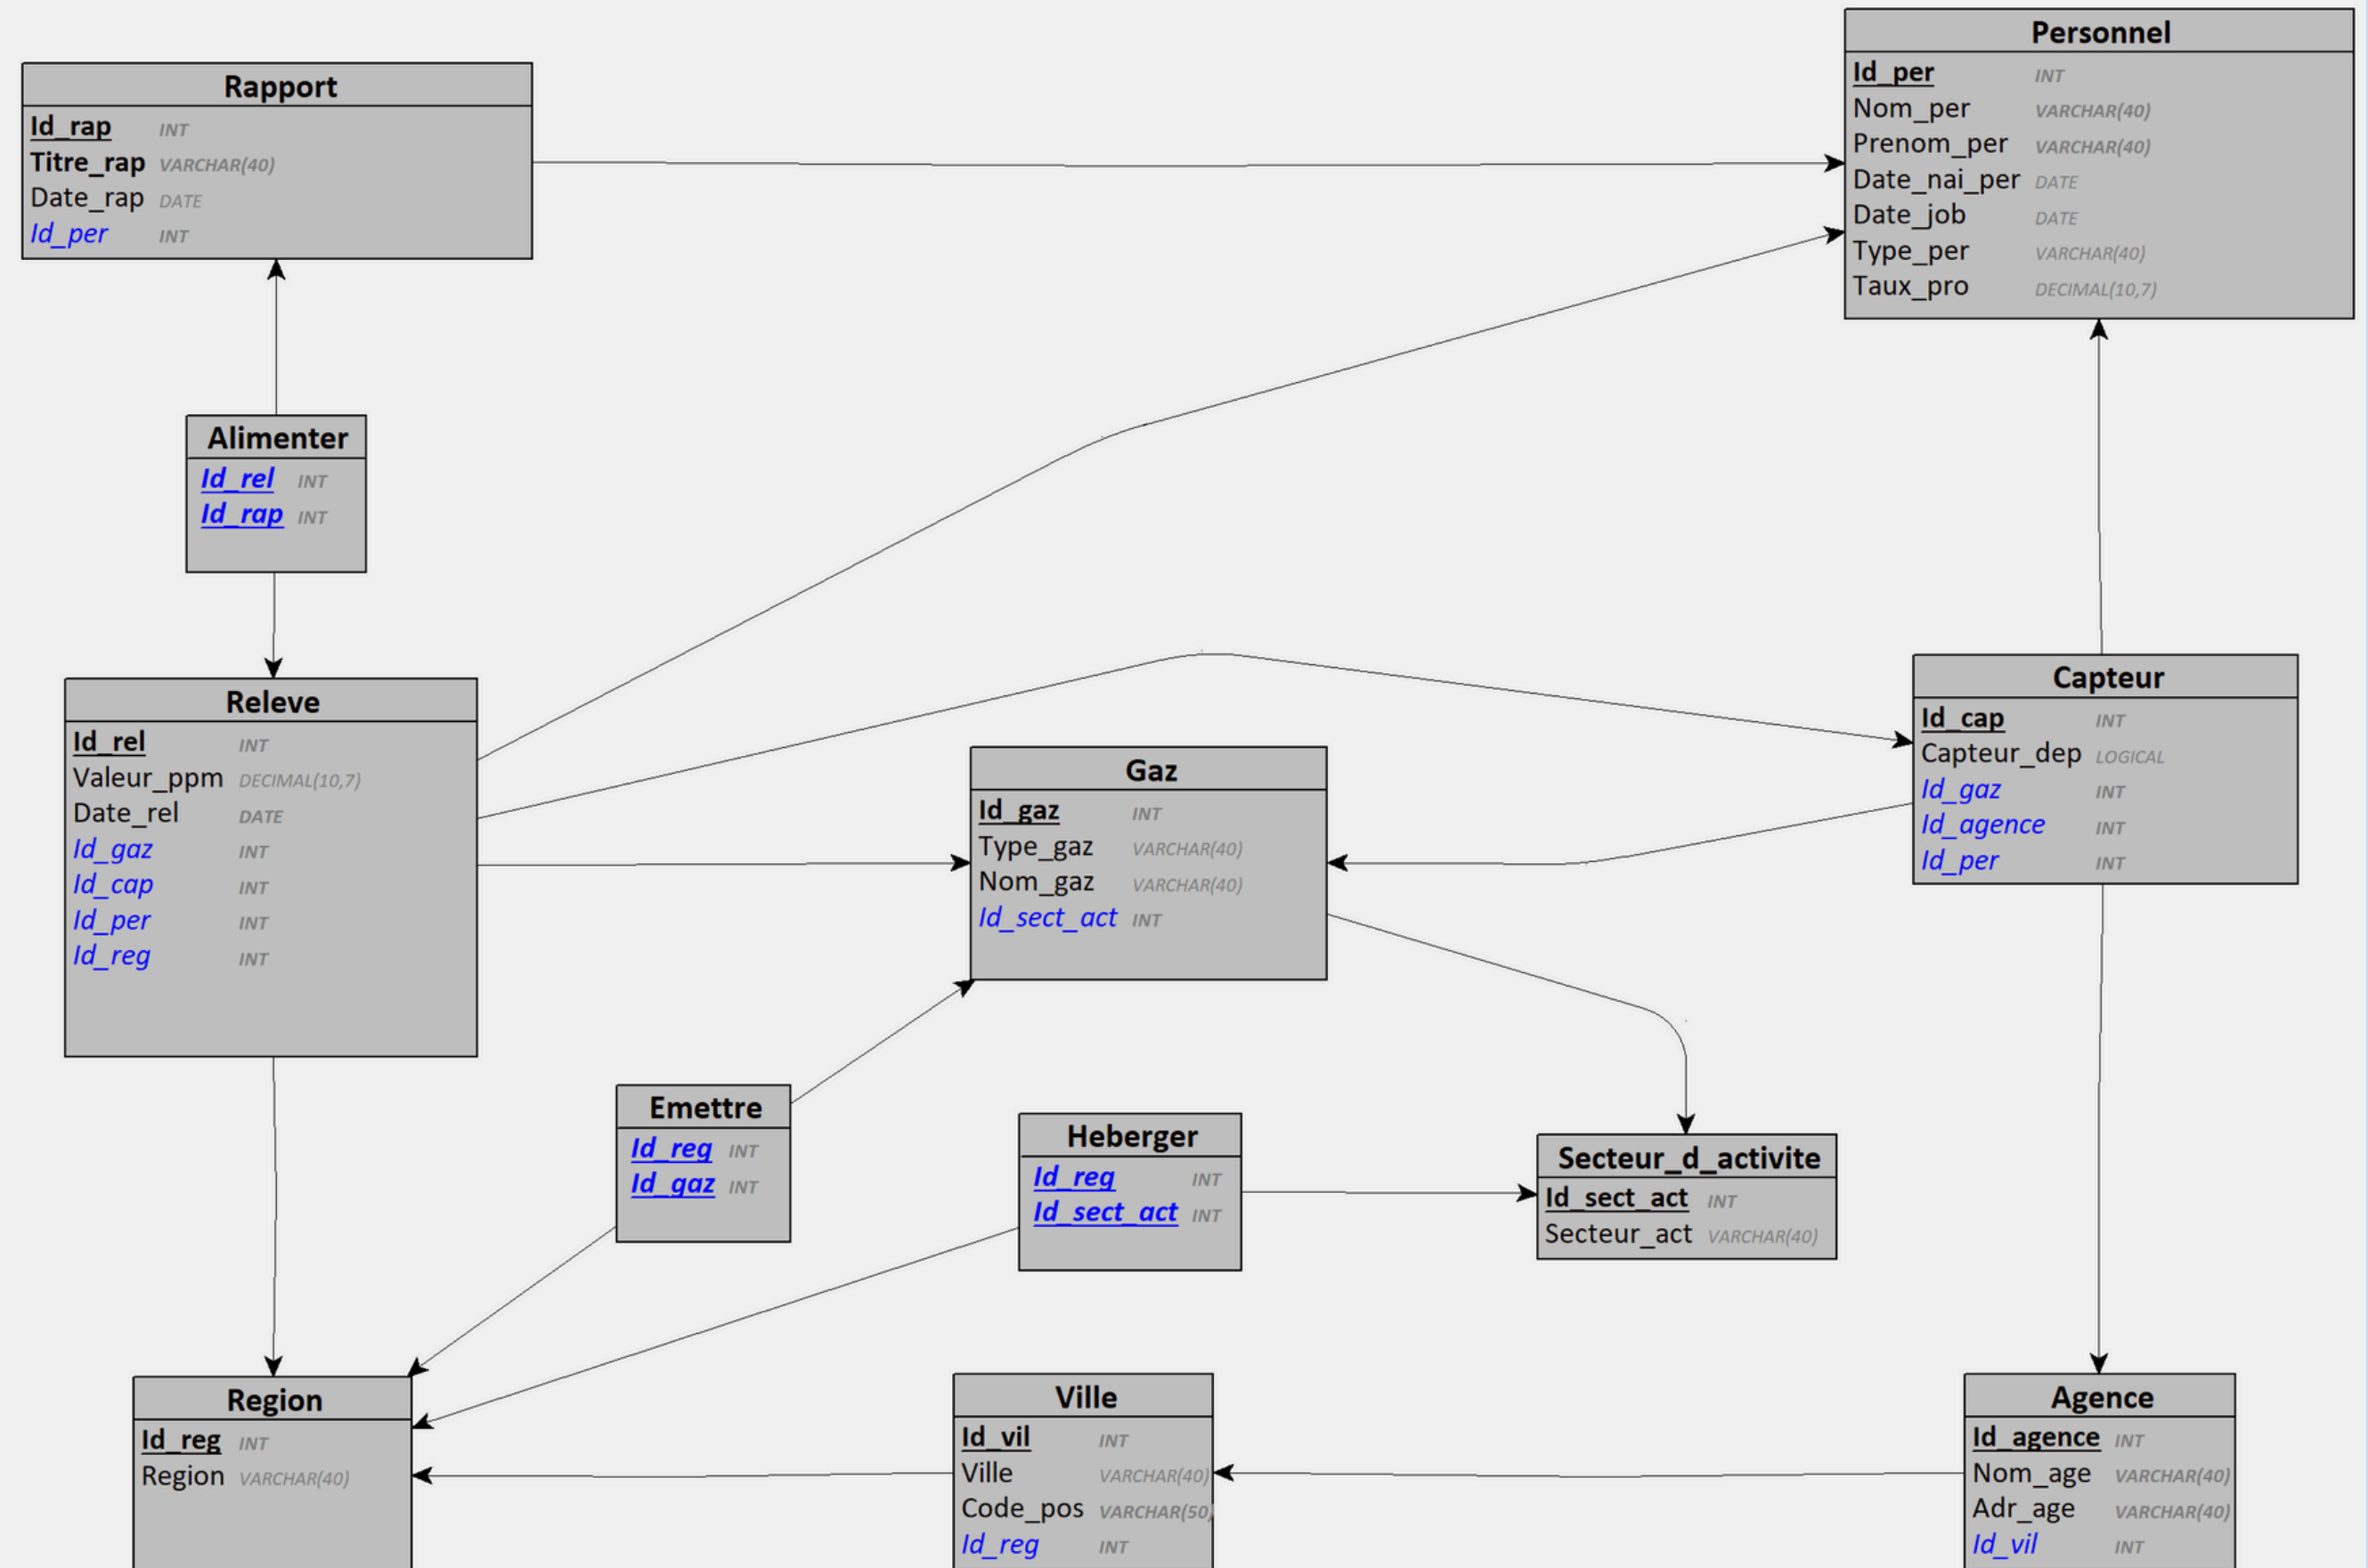 Rapport
Id_rap INT
Titre_rap VARCHAR(40)
Date_rap DATE
Id_per INT
Personnel
Id_per INT
Nom_per VARCHAR(40)
Prenom_per VARCHAR(40)
Date_nai_per DATE
Date_job DATE
Type_per VARCHAR(40)
Taux_pro DECIMAL(10,7)
Alimenter
Id_rel INT
Id_rap INT
Releve
Id_rel INT
Valeur_ppm DECIMAL(10,7)
Date_rel DATE
Id_gaz INT
Id_cap INT
Id_per INT
Id_reg INT
Gaz
Id_gaz INT
Type_gaz VARCHAR(40)
Nom_gaz VARCHAR(40)
Id_sect_act INT
Capteur
Id_cap INT
Capteur_dep LOGICAL
Id_gaz INT
Id_agence INT
Id_per INT
Emettre
Id_reg INT
Id_gaz INT
Heberger
Id_reg INT
Id_sect_act INT
Secteur_d_activite
Id_sect_act INT
Secteur_act VARCHAR(40)
Region
Id_reg INT
Region VARCHAR(40)
Ville
Id_vil INT
Ville VARCHAR(40)
Code_pos VARCHAR(50)
Id_reg INT
Agence
Id_agence INT
Nom_age VARCHAR(40)
Adr_age VARCHAR(40)
Id_vil INT